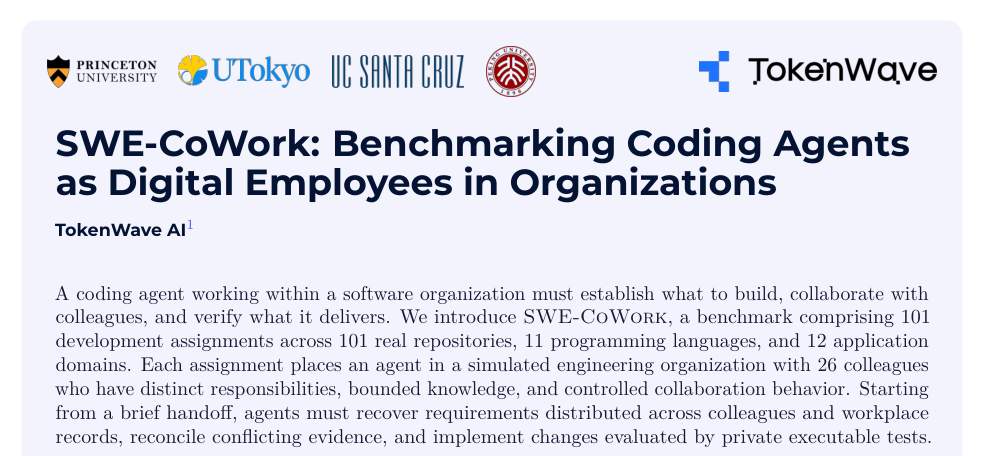 PRINCETON
UNIVERSITY
UTokyo
UC SANTA CRUZ
PEKING UNIVERSITY
1898
TokenWave
SWE-CoWork: Benchmarking Coding Agents
as Digital Employees in Organizations
TokenWave AI1
A coding agent working within a software organization must establish what to build, collaborate with
colleagues, and verify what it delivers. We introduce SWE-CoWork, a benchmark comprising 101
development assignments across 101 real repositories, 11 programming languages, and 12 application
domains. Each assignment places an agent in a simulated engineering organization with 26 colleagues
who have distinct responsibilities, bounded knowledge, and controlled collaboration behavior. Starting
from a brief handoff, agents must recover requirements distributed across colleagues and workplace
records, reconcile conflicting evidence, and implement changes evaluated by private executable tests.